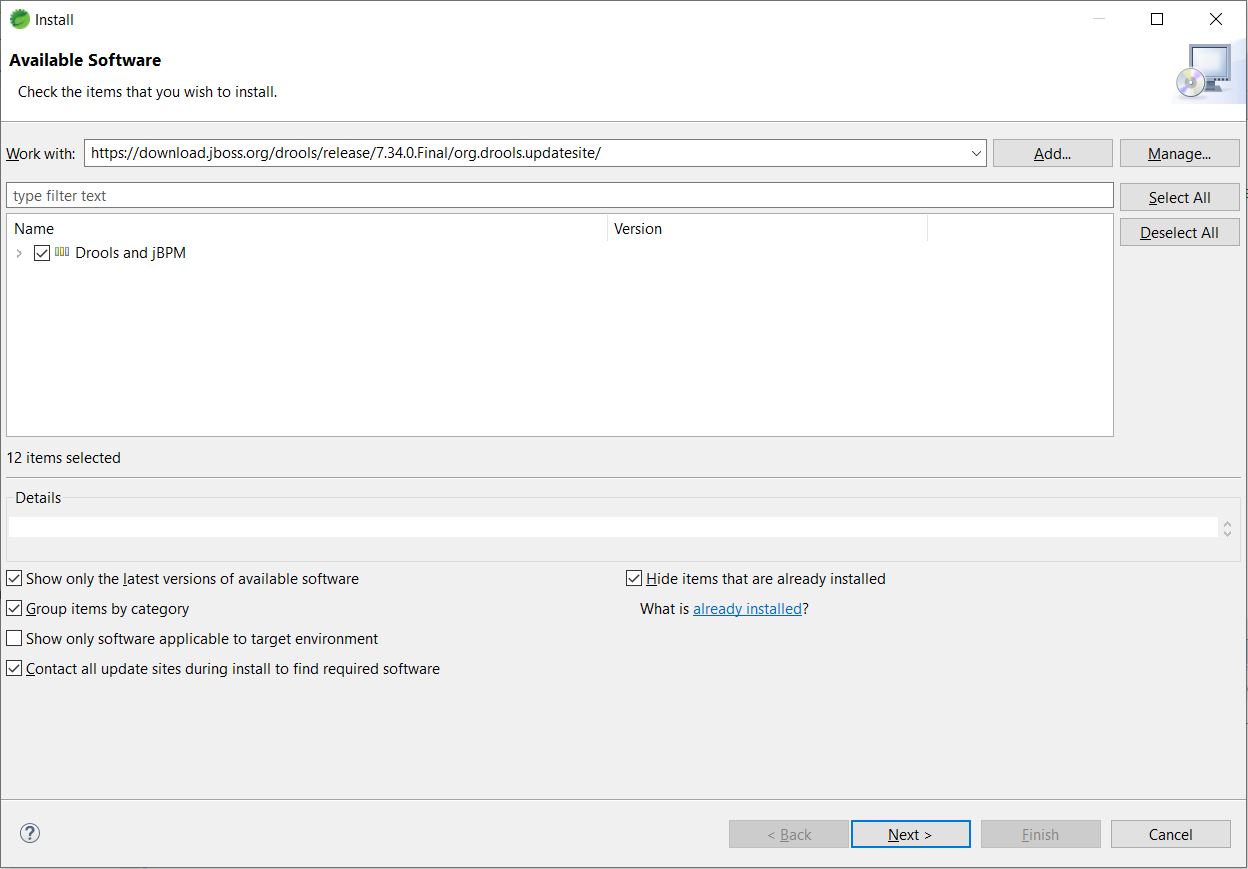 Install
Available Software
Check the items that you wish to install.
Work with: https://download.jboss.org/drools/release/7.34.0.Final/org.drools.updatesite/ Add... Manage...
type filter text Select All
Name Version Deselect All
Drools and jBPM
12 items selected
Details
Show only the latest versions of available software Hide items that are already installed
Group items by category What is already installed?
Show only software applicable to target environment
Contact all update sites during install to find required software
? < Back Next > Finish Cancel